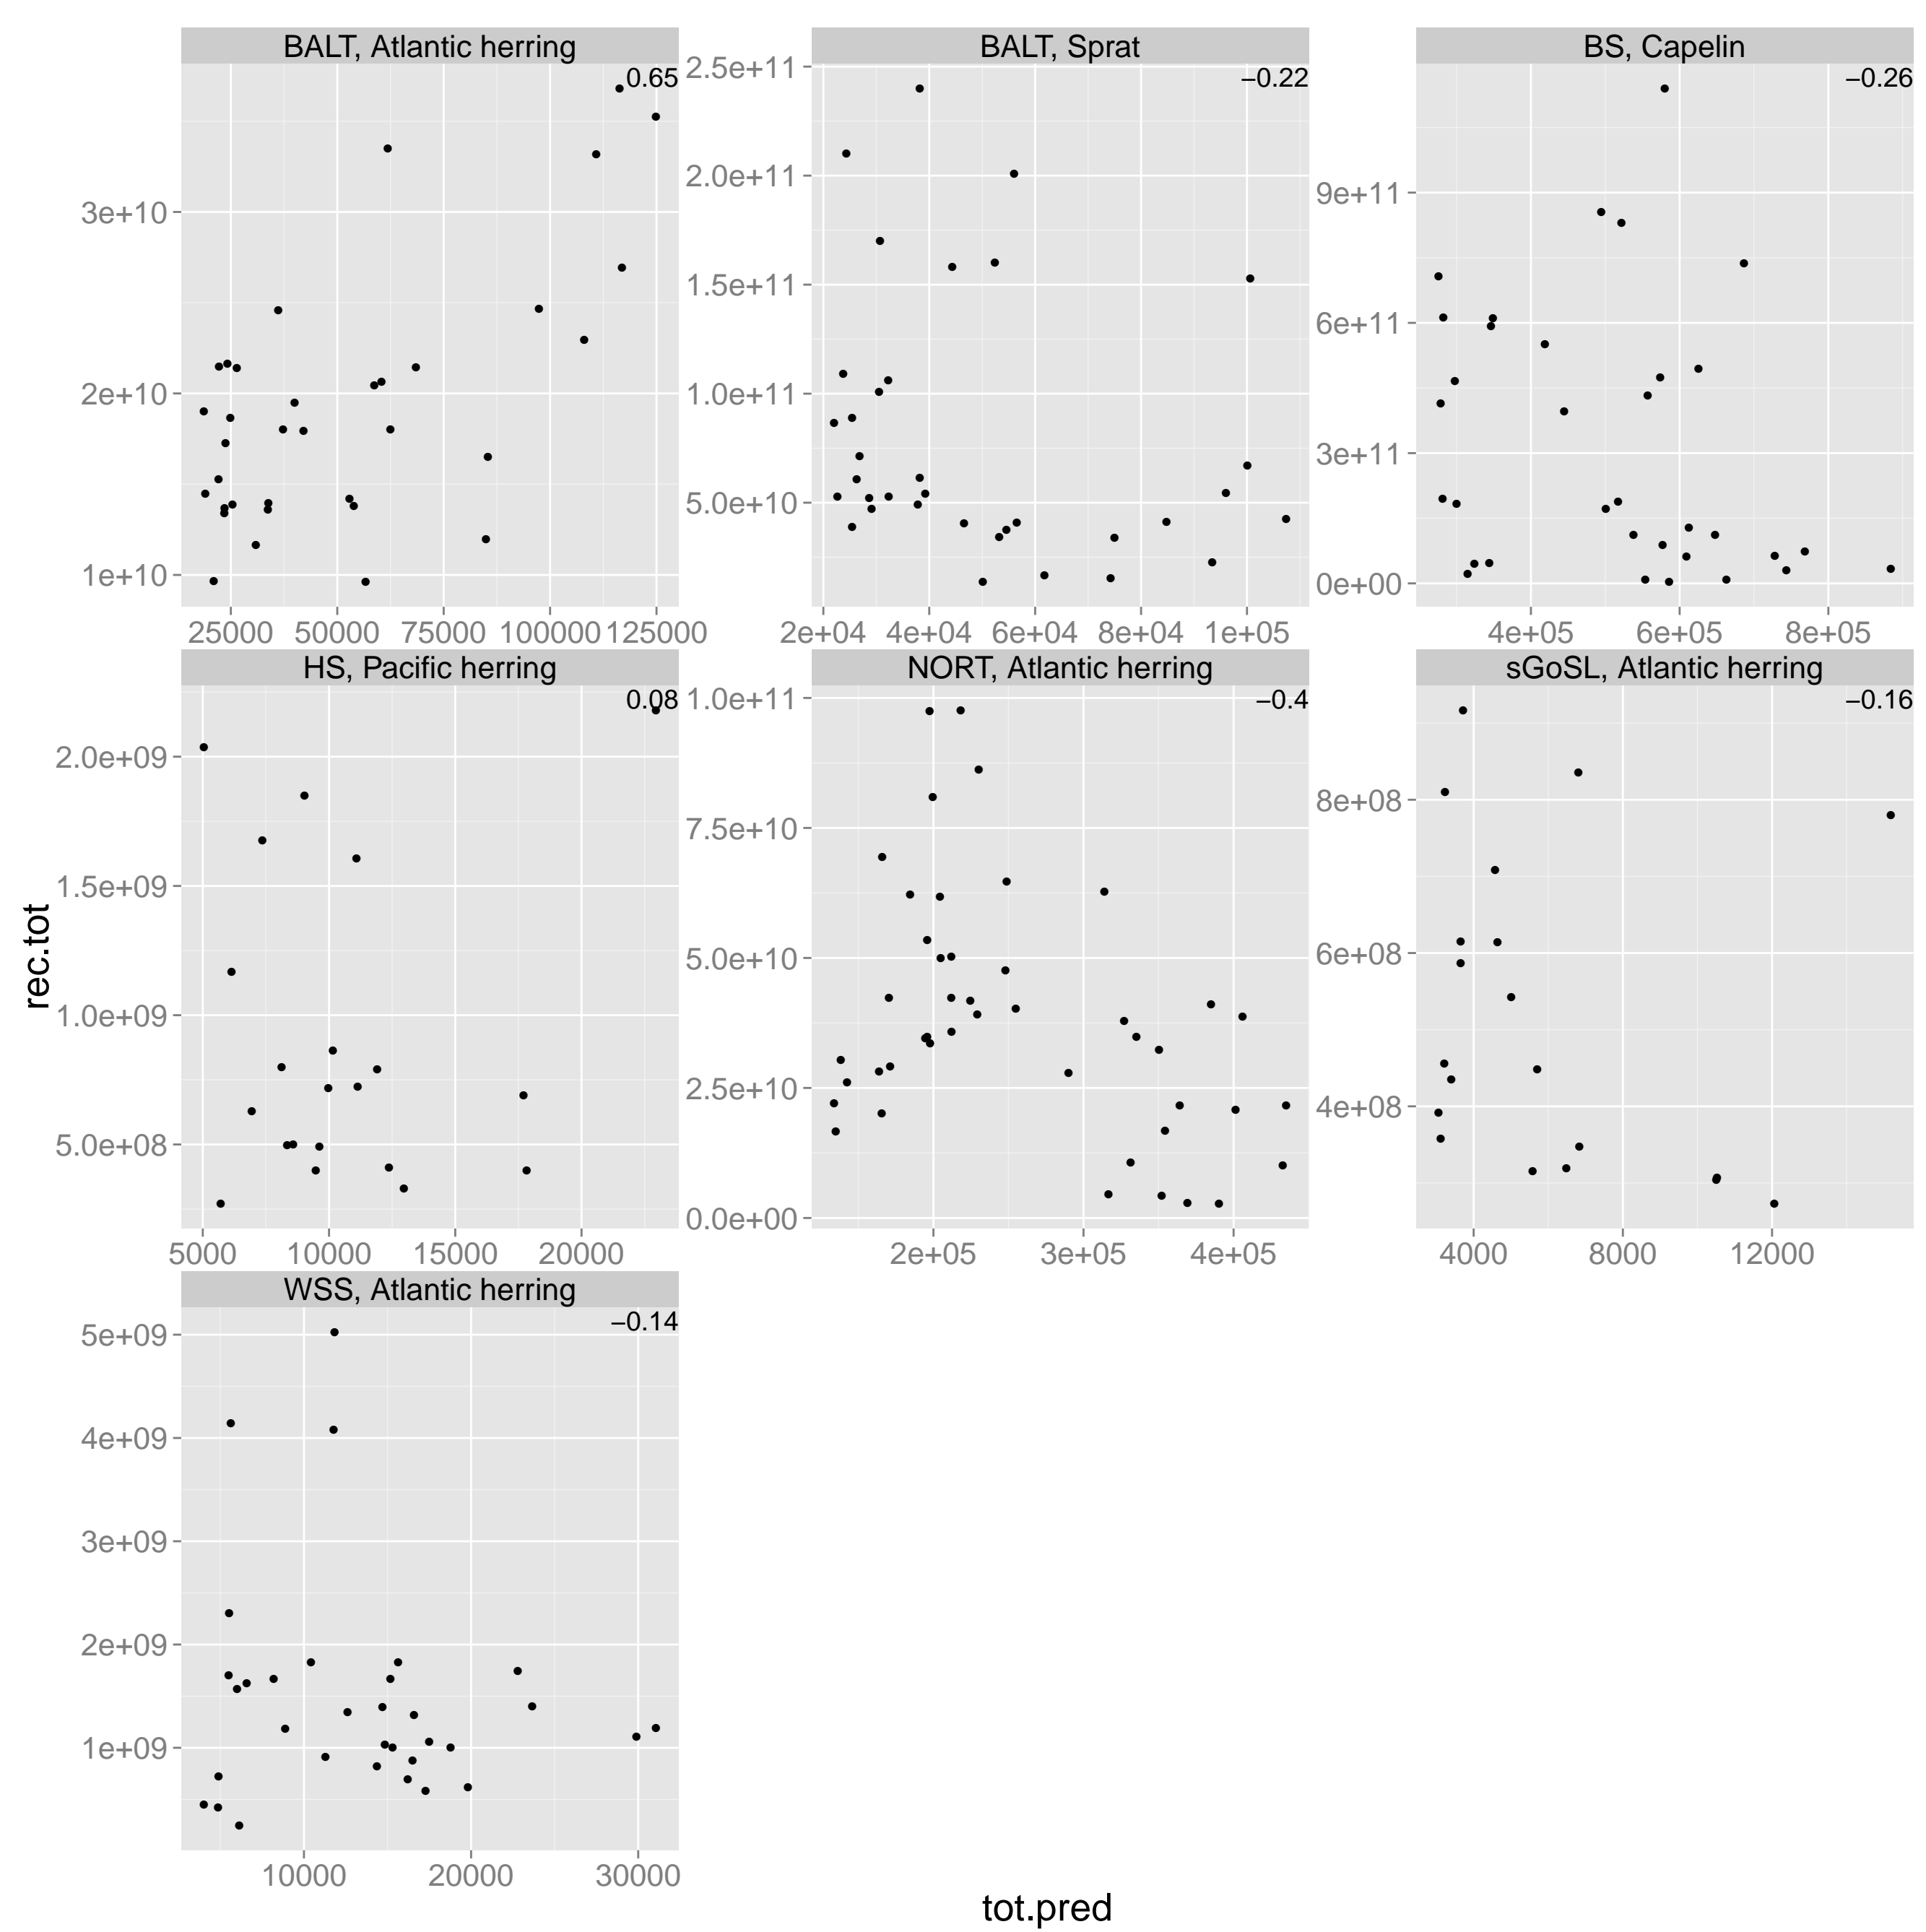 BALT, Atlantic herring
BALT, Sprat
BS, Capelin
0.65
−0.22
−0.26
3e+10
2e+10
1e+10
2.5e+11
2.0e+11
1.5e+11
1.0e+11
5.0e+10
9e+11
6e+11
3e+11
0e+00
25000 50000 75000 100000 125000
2e+04 4e+04 6e+04 8e+04 1e+05
4e+05 6e+05 8e+05
HS, Pacific herring
NORT, Atlantic herring
sGoSL, Atlantic herring
0.08
−0.4
−0.16
2.0e+09
1.5e+09
1.0e+09
5.0e+08
1.0e+11
7.5e+10
5.0e+10
2.5e+10
0.0e+00
8e+08
6e+08
4e+08
5000 10000 15000 20000
2e+05 3e+05 4e+05
4000 8000 12000
WSS, Atlantic herring
−0.14
5e+09
4e+09
3e+09
2e+09
1e+09
10000 20000 30000
rec.tot
tot.pred